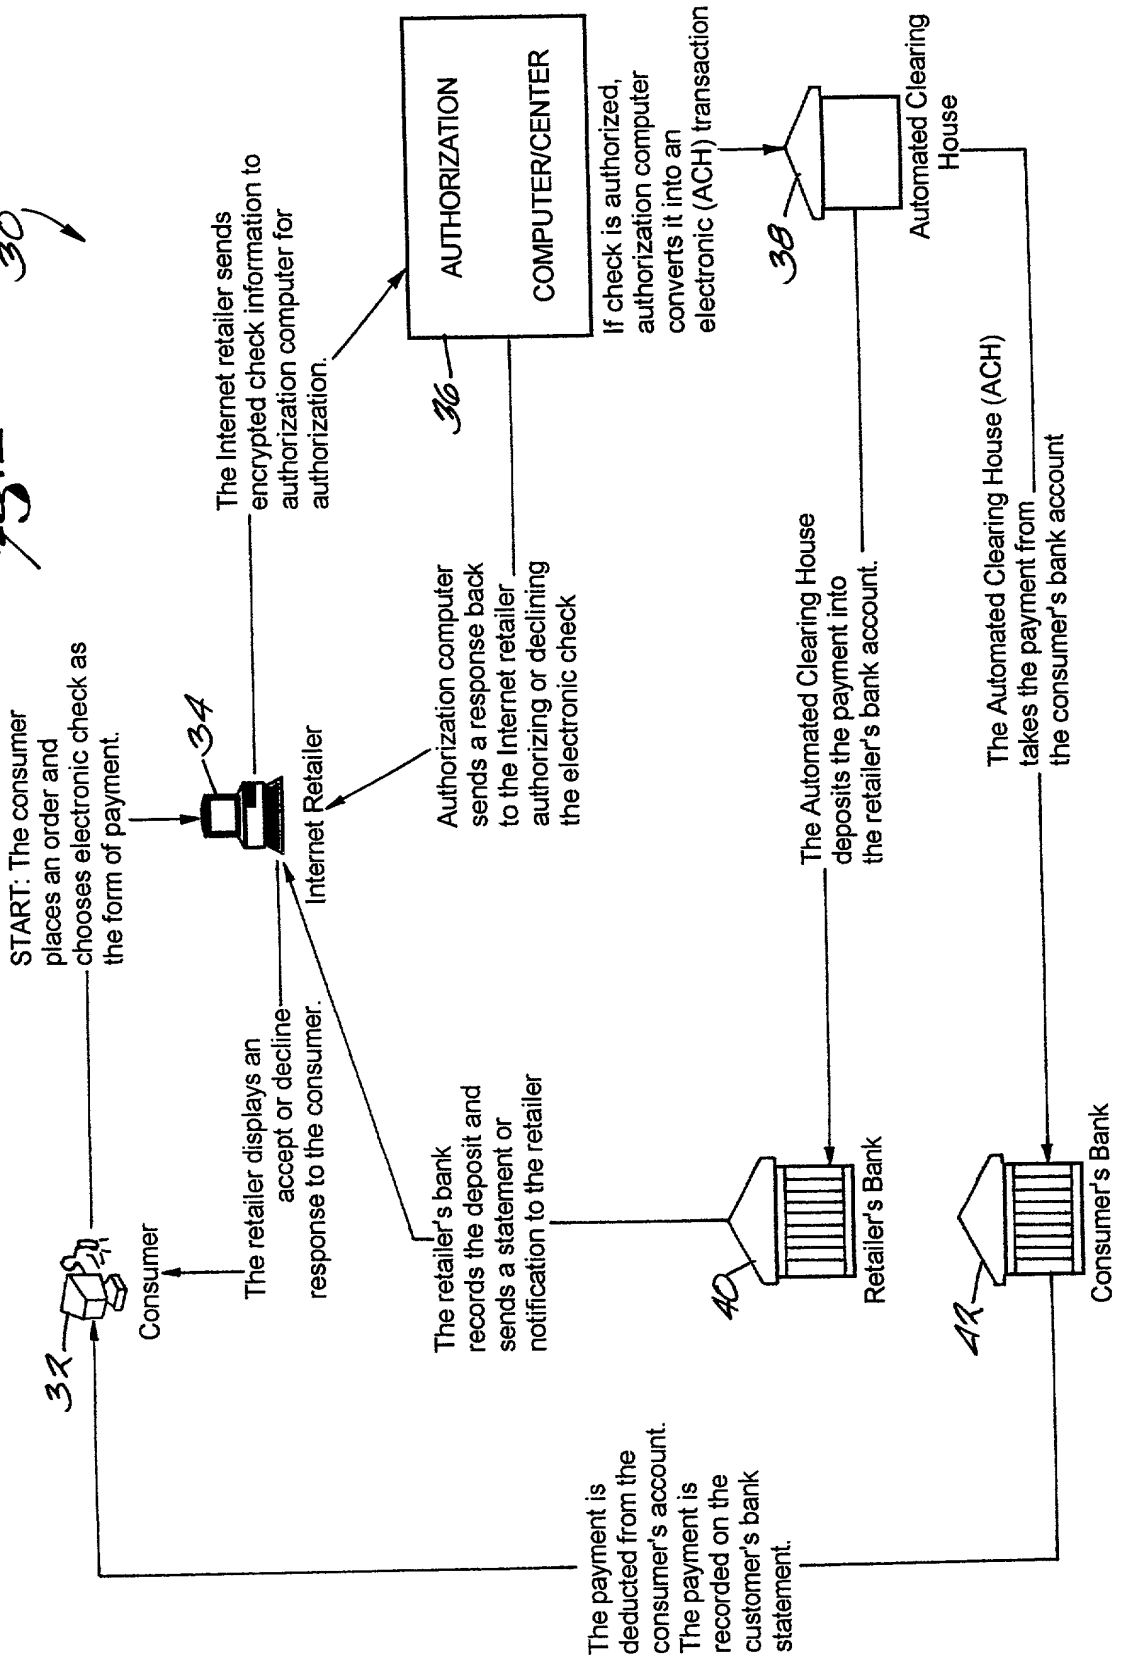 30
START: The consumer
places an order and
chooses electronic check as
the form of payment.
32
Consumer
34
Internet Retailer
The Internet retailer sends
encrypted check information to
authorization computer for
authorization.
The retailer displays an
accept or decline
response to the consumer.
AUTHORIZATION
COMPUTER/CENTER
36
Authorization computer
sends a response back
to the Internet retailer
authorizing or declining
the electronic check
The retailer's bank
records the deposit and
sends a statement or
notification to the retailer
If check is authorized,
authorization computer
converts it into an
electronic (ACH) transaction
38
Automated Clearing
House
The Automated Clearing House
deposits the payment into
the retailer's bank account.
40
Retailer's Bank
The Automated Clearing House (ACH)
takes the payment from
the consumer's bank account
42
Consumer's Bank
The payment is
deducted from the
consumer's account.
The payment is
recorded on the
customer's bank
statement.